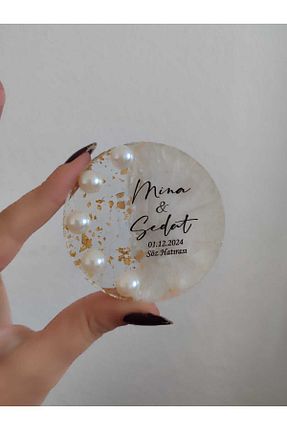 Mina
&
Sedat
01.12.2024
Söz Hatırası